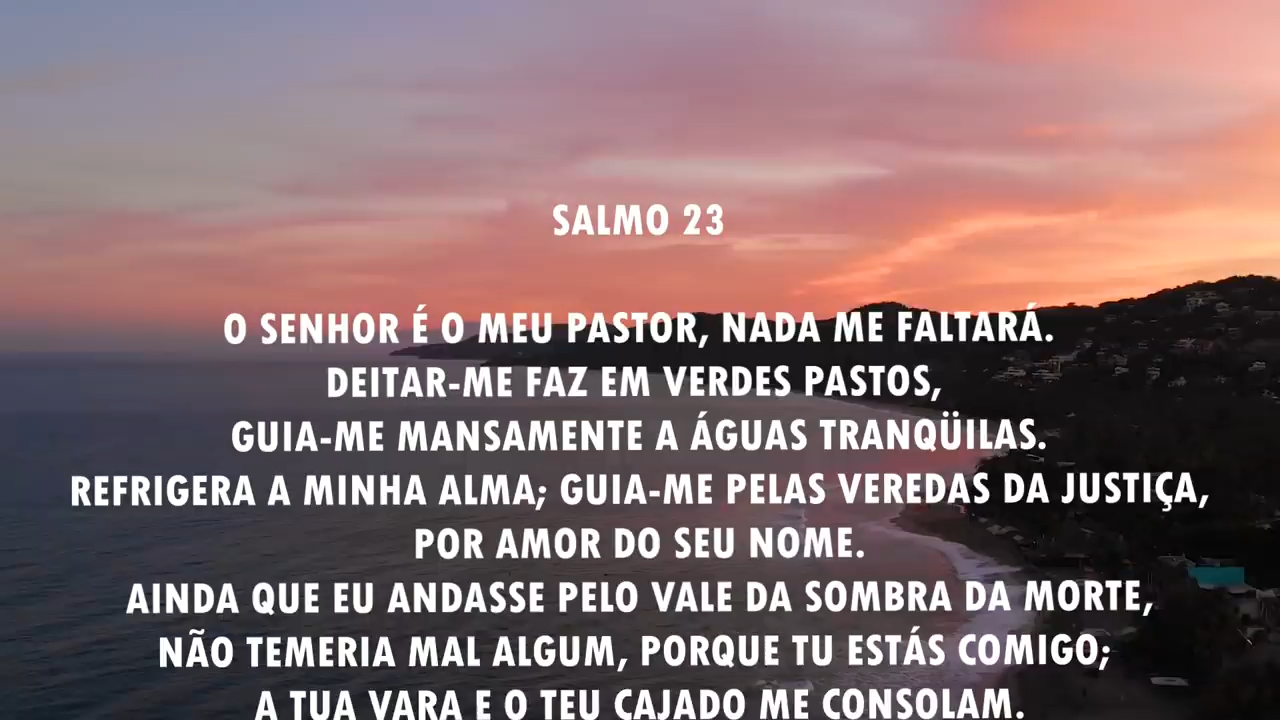 SALMO 23
O SENHOR É O MEU PASTOR, NADA ME FALTARÁ.
DEITAR-ME FAZ EM VERDES PASTOS,
GUIA-ME MANSAMENTE A ÁGUAS TRANQÜILAS.
REFRIGERA A MINHA ALMA; GUIA-ME PELAS VEREDAS DA JUSTIÇA,
POR AMOR DO SEU NOME.
AINDA QUE EU ANDASSE PELO VALE DA SOMBRA DA MORTE,
NÃO TEMERIA MAL ALGUM, PORQUE TU ESTÁS COMIGO;
A TUA VARA E O TEU CAJADO ME CONSOLAM.